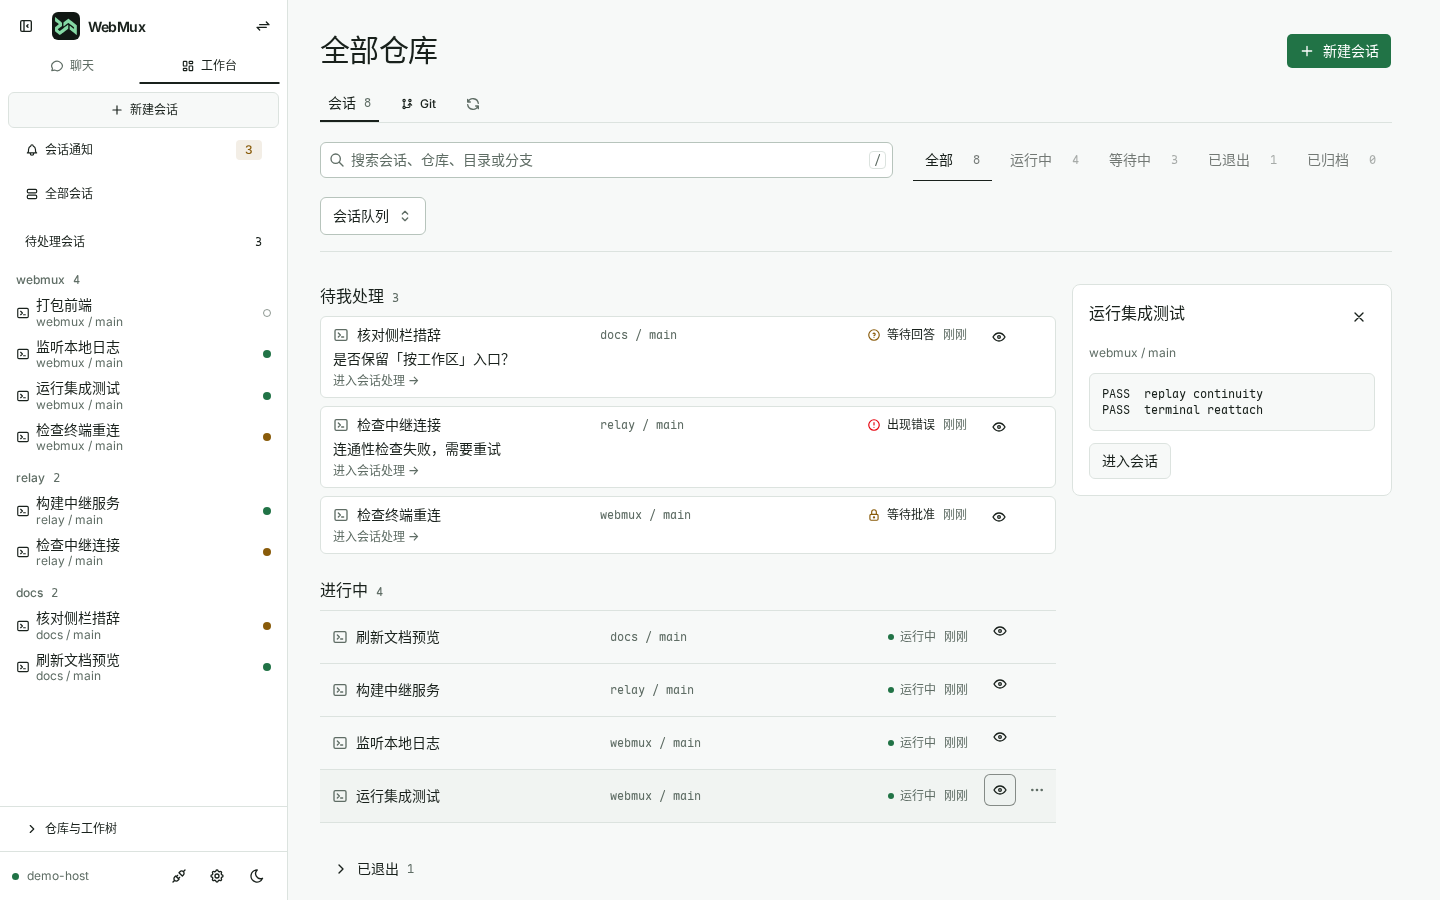 WebMux
聊天
工作台
新建会话
会话通知 3
全部会话
待处理会话 3
webmux 4
打包前端
webmux / main
监听本地日志
webmux / main
运行集成测试
webmux / main
检查终端重连
webmux / main
relay 2
构建中继服务
relay / main
检查中继连接
relay / main
docs 2
核对侧栏措辞
docs / main
刷新文档预览
docs / main
仓库与工作树
demo-host
全部仓库
新建会话
会话 8
Git
搜索会话、仓库、目录或分支 /
全部 8
运行中 4
等待中 3
已退出 1
已归档 0
会话队列
待我处理 3
核对侧栏措辞 docs / main 等待回答 刚刚
是否保留「按工作区」入口？
进入会话处理 →
检查中继连接 relay / main 出现错误 刚刚
连通性检查失败，需要重试
进入会话处理 →
检查终端重连 webmux / main 等待批准 刚刚
进入会话处理 →
进行中 4
刷新文档预览 docs / main 运行中 刚刚
构建中继服务 relay / main 运行中 刚刚
监听本地日志 webmux / main 运行中 刚刚
运行集成测试 webmux / main 运行中 刚刚
已退出 1
运行集成测试
webmux / main
PASS replay continuity
PASS terminal reattach
进入会话